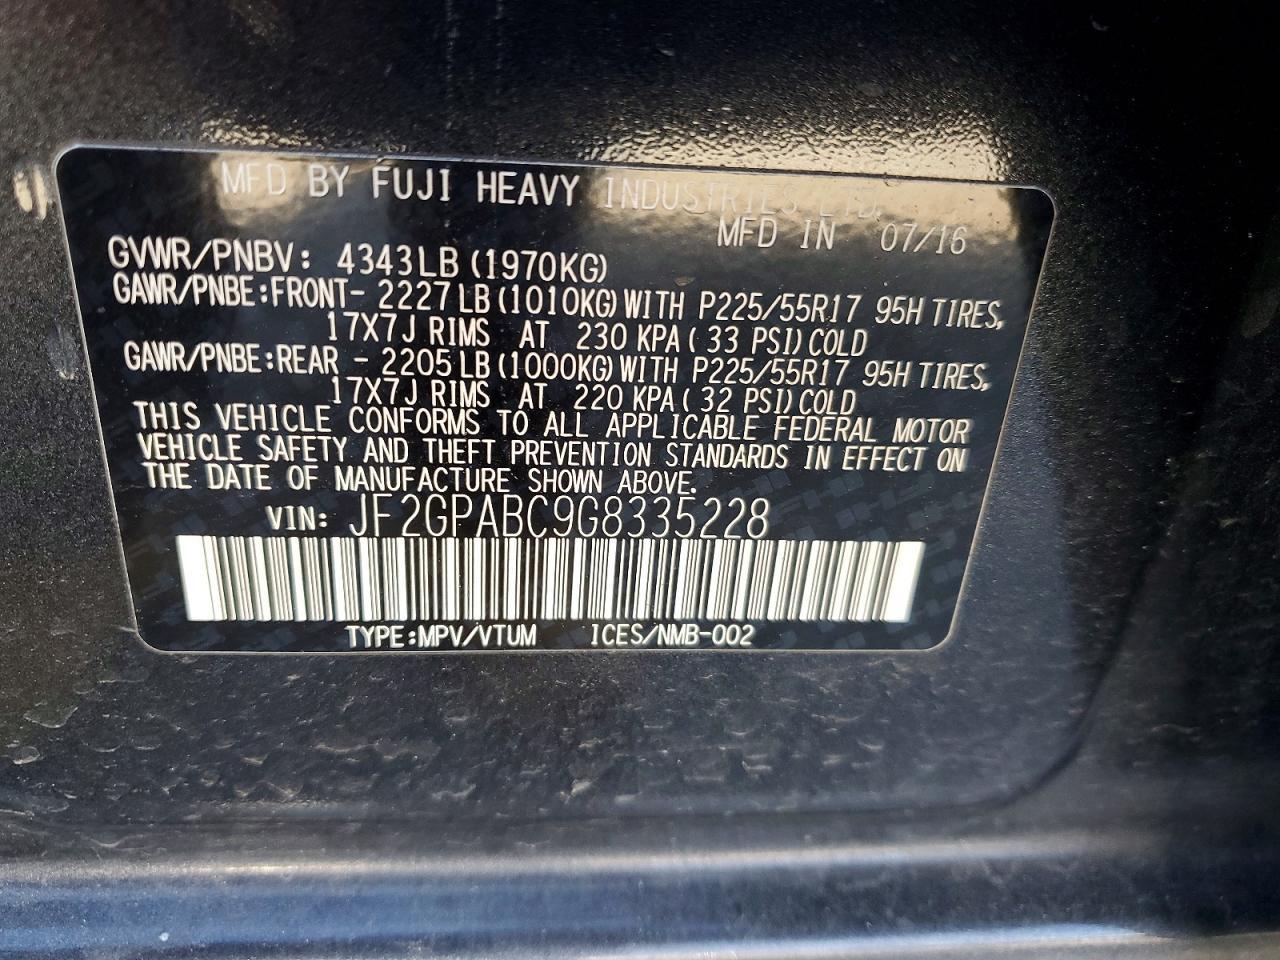 MFD BY FUJI HEAVY INDUSTRIES LTD.
MFD IN 07/16
GVWR/PNBV: 4343LB (1970KG)
GAWR/PNBE:FRONT- 2227 LB (1010KG) WITH P225/55R17 95H TIRES,
17X7J RIMS AT 230 KPA ( 33 PSI) COLD
GAWR/PNBE:REAR - 2205 LB (1000KG) WITH P225/55R17 95H TIRES,
17X7J RIMS AT 220 KPA ( 32 PSI) COLD
THIS VEHICLE CONFORMS TO ALL APPLICABLE FEDERAL MOTOR
VEHICLE SAFETY AND THEFT PREVENTION STANDARDS IN EFFECT ON
THE DATE OF MANUFACTURE SHOWN ABOVE.
VIN: JF2GPABC9G8335228
TYPE:MPV/VTUM ICES/NMB-002